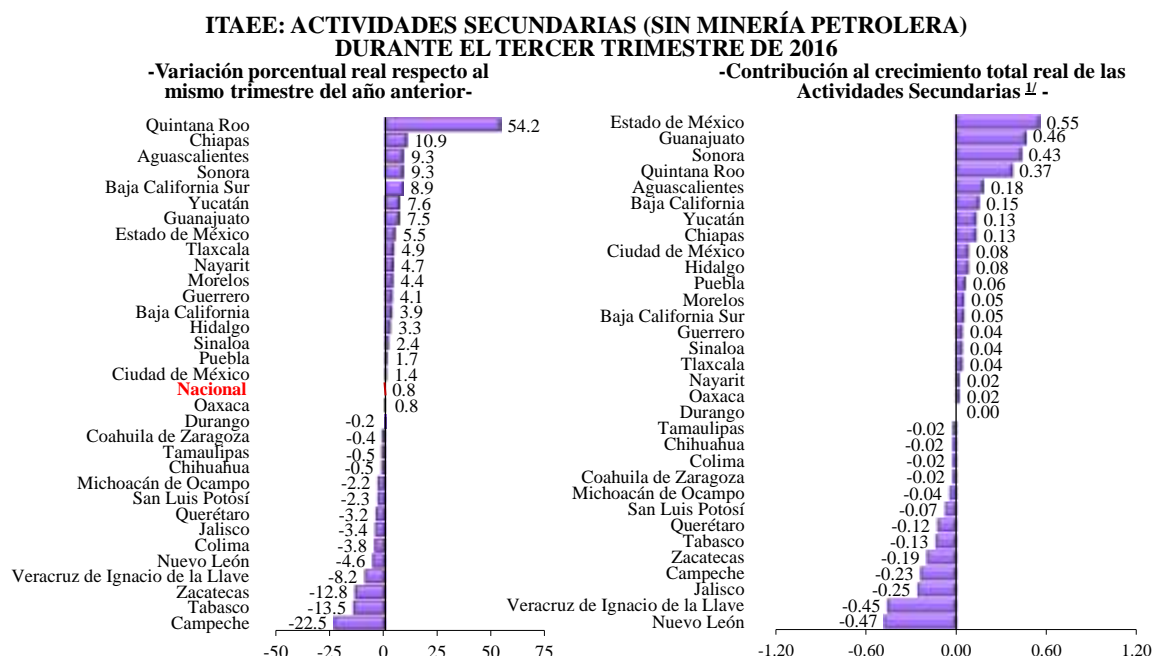 ITAEE: ACTIVIDADES SECUNDARIAS (SIN MINERÍA PETROLERA)
DURANTE EL TERCER TRIMESTRE DE 2016
-Variación porcentual real respecto al
mismo trimestre del año anterior-
Quintana Roo 54.2
Chiapas 10.9
Aguascalientes 9.3
Sonora 9.3
Baja California Sur 8.9
Yucatán 7.6
Guanajuato 7.5
Estado de México 5.5
Tlaxcala 4.9
Nayarit 4.7
Morelos 4.4
Guerrero 4.1
Baja California 3.9
Hidalgo 3.3
Sinaloa 2.4
Puebla 1.7
Ciudad de México 1.4
Nacional 0.8
Oaxaca 0.8
Durango -0.2
Coahuila de Zaragoza -0.4
Tamaulipas -0.5
Chihuahua -0.5
Michoacán de Ocampo -2.2
San Luis Potosí -2.3
Querétaro -3.2
Jalisco -3.4
Colima -3.8
Nuevo León -4.6
Veracruz de Ignacio de la Llave -8.2
Zacatecas -12.8
Tabasco -13.5
Campeche -22.5
-50 -25 0 25 50 75
-Contribución al crecimiento total real de las
Actividades Secundarias 1/ -
Estado de México 0.55
Guanajuato 0.46
Sonora 0.43
Quintana Roo 0.37
Aguascalientes 0.18
Baja California 0.15
Yucatán 0.13
Chiapas 0.13
Ciudad de México 0.08
Hidalgo 0.08
Puebla 0.06
Morelos 0.05
Baja California Sur 0.05
Guerrero 0.04
Sinaloa 0.04
Tlaxcala 0.04
Nayarit 0.02
Oaxaca 0.02
Durango 0.00
Tamaulipas -0.02
Chihuahua -0.02
Colima -0.02
Coahuila de Zaragoza -0.02
Michoacán de Ocampo -0.04
San Luis Potosí -0.07
Querétaro -0.12
Tabasco -0.13
Zacatecas -0.19
Campeche -0.23
Jalisco -0.25
Veracruz de Ignacio de la Llave -0.45
Nuevo León -0.47
-1.20 -0.60 0.00 0.60 1.20